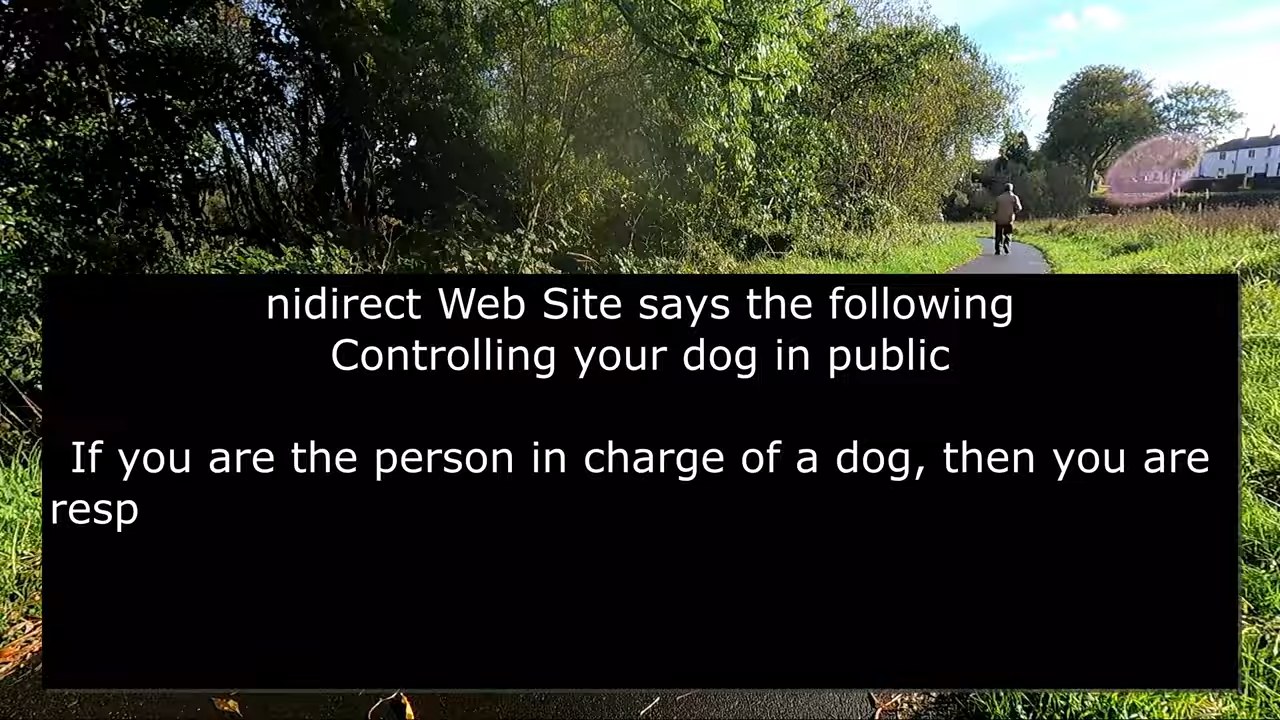 nidirect Web Site says the following
Controlling your dog in public
If you are the person in charge of a dog, then you are
resp